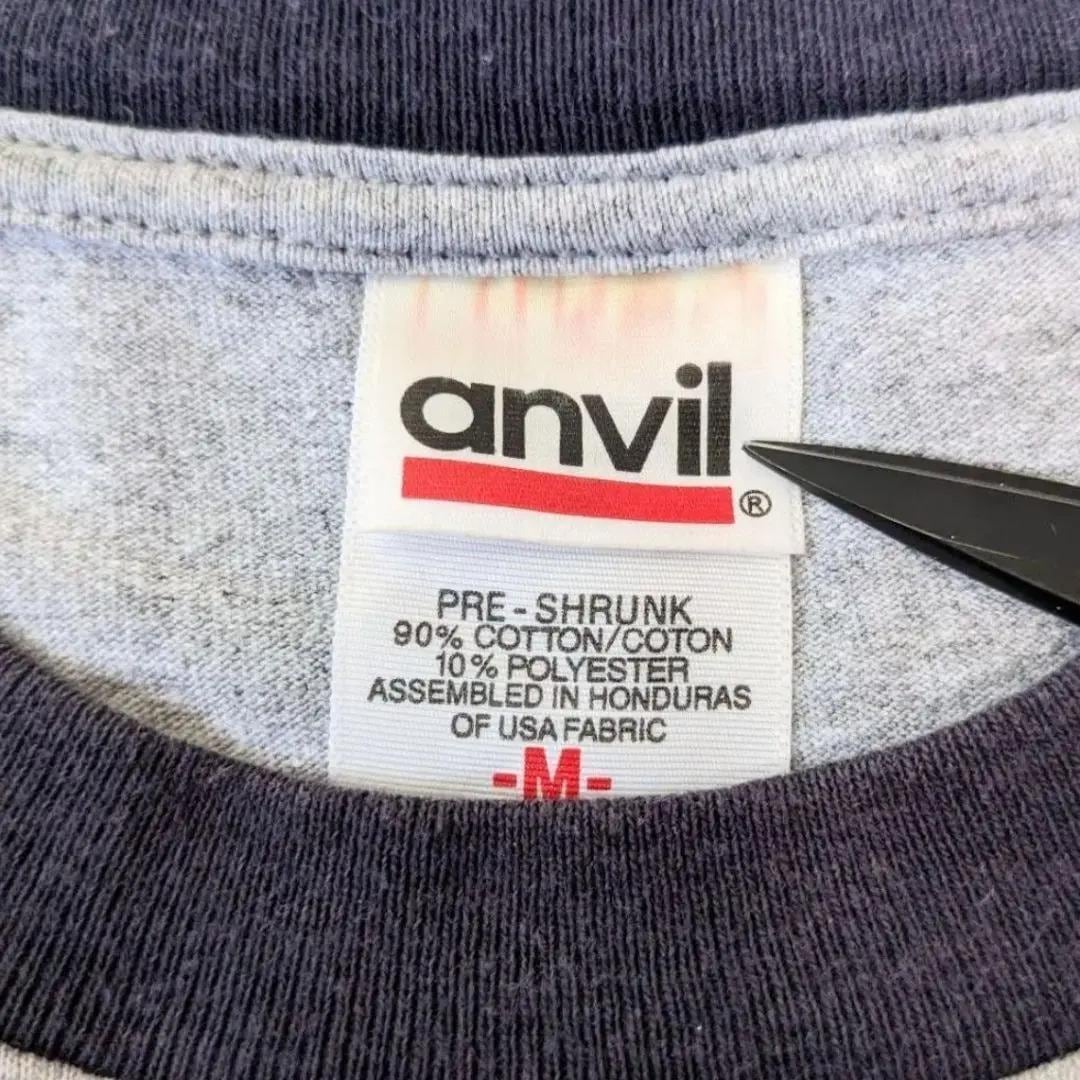 anvil
®
PRE-SHRUNK
90% COTTON/COTON
10% POLYESTER
ASSEMBLED IN HONDURAS
OF USA FABRIC
-M-